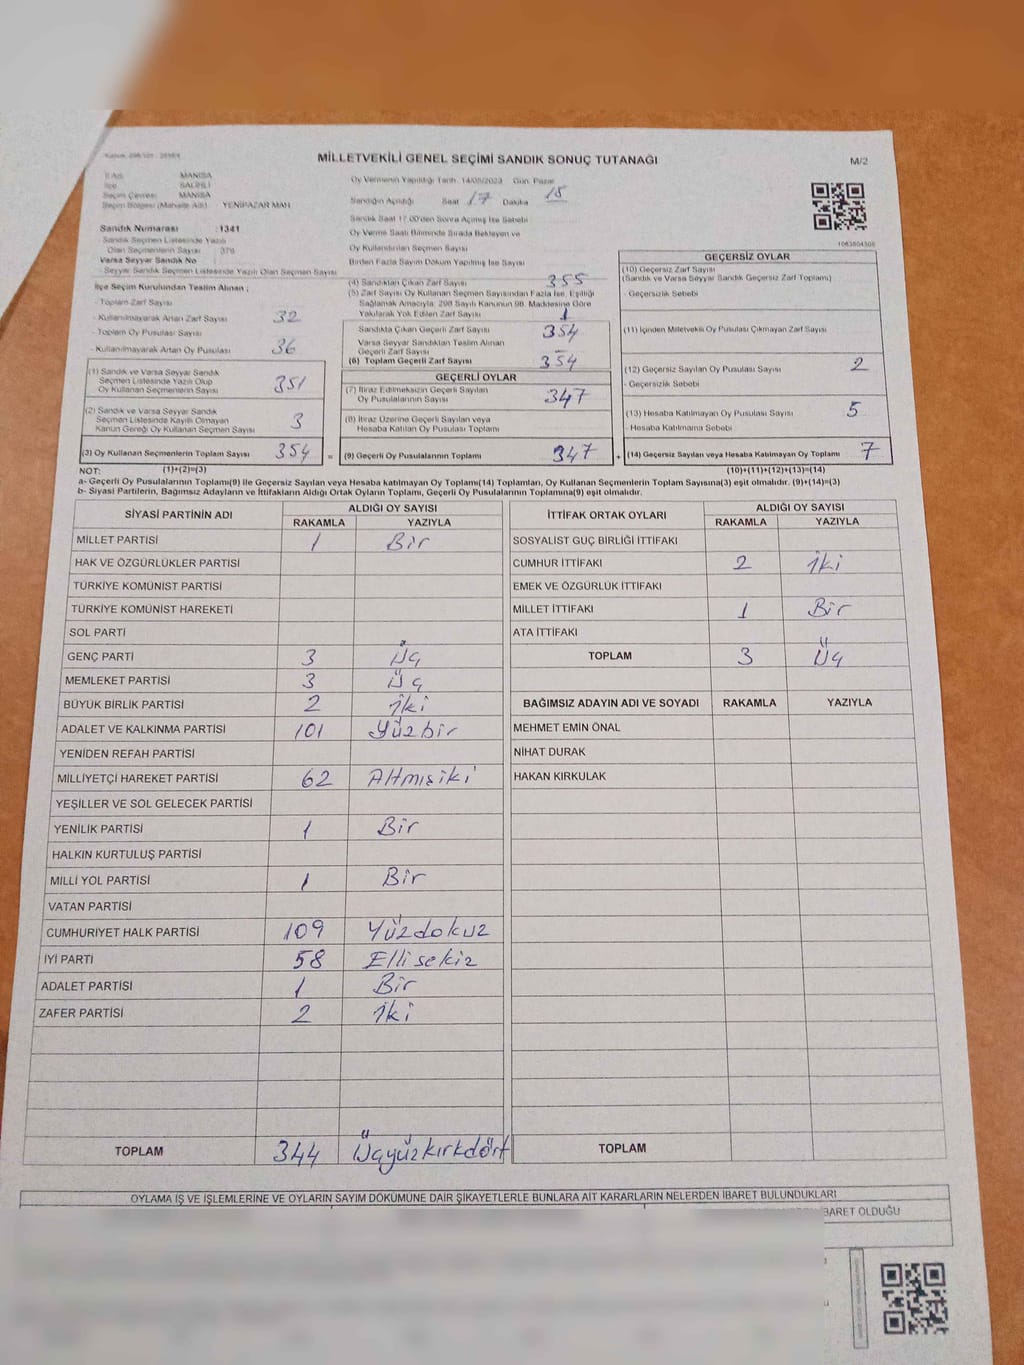 MİLLETVEKİLİ GENEL SEÇİMİ SANDIK SONUÇ TUTANAĞI
M/2
İl Adı : MANİSA
İlçe : SALİHLİ
Seçim Çevresi : MANİSA
Seçim Bölgesi (Mahalle Adı) : YENİPAZAR MAH.
Sandık Numarası : 1341
- Sandık Seçmen Listesinde Yazılı
Olan Seçmenlerin Sayısı : 379
Varsa Seyyar Sandık No :
- Seyyar Sandık Seçmen Listesinde Yazılı Olan Seçmen Sayısı :
İlçe Seçim Kurulundan Teslim Alınan ;
- Toplam Zarf Sayısı :
- Kullanılmayarak Artan Zarf Sayısı : 32
- Toplam Oy Pusulası Sayısı :
- Kullanılmayarak Artan Oy Pusulası : 36
(1) Sandık ve Varsa Seyyar Sandık
Seçmen Listesinde Yazılı Olup
Oy Kullanan Seçmenlerin Sayısı : 351
(2) Sandık ve Varsa Seyyar Sandık
Seçmen Listesinde Kayıtlı Olmayan
Kanun Gereği Oy Kullanan Seçmen Sayısı : 3
(3) Oy Kullanan Seçmenlerin Toplam Sayısı : 354 =
Oy Vermenin Yapıldığı Tarih : 14/05/2023 Gün Pazar
Sandığın Açıldığı Saat 17 Dakika 18
Sandık Saat 17.00'den Sonra Açılmış İse Sebebi
Oy Verme Saati Bitiminde Sırada Bekleyen ve
Oy Kullandırılan Seçmen Sayısı
Birden Fazla Sayım Döküm Yapılmış İse Sayısı
(4) Sandıktan Çıkan Zarf Sayısı : 355
(5) Zarf Sayısı Oy Kullanan Seçmen Sayısından Fazla İse, Eşitliği
Sağlamak Amacıyla, 298 Sayılı Kanunun 98. Maddesine Göre
Yakılarak Yok Edilen Zarf Sayısı : 1
Sandıkta Çıkan Geçerli Zarf Sayısı : 354
Varsa Seyyar Sandıktan Teslim Alınan
Geçerli Zarf Sayısı
(6) Toplam Geçerli Zarf Sayısı : 354
GEÇERLİ OYLAR
(7) İtiraz Edilmeksizin Geçerli Sayılan
Oy Pusulalarının Sayısı : 347
(8) İtiraz Üzerine Geçerli Sayılan veya
Hesaba Katılan Oy Pusulası Toplamı
(9) Geçerli Oy Pusulalarının Toplamı : 347 +
1063804305
GEÇERSİZ OYLAR
(10) Geçersiz Zarf Sayısı
(Sandık ve Varsa Seyyar Sandık Geçersiz Zarf Toplamı) :
- Geçersizlik Sebebi
(11) İçinden Milletvekili Oy Pusulası Çıkmayan Zarf Sayısı :
(12) Geçersiz Sayılan Oy Pusulası Sayısı : 2
- Geçersizlik Sebebi
(13) Hesaba Katılmayan Oy Pusulası Sayısı : 5
- Hesaba Katılmama Sebebi
(14) Geçersiz Sayılan veya Hesaba Katılmayan Oy Toplamı : 7
NOT: (1)+(2)=(3) (10)+(11)+(12)+(13)=(14)
a- Geçerli Oy Pusulalarının Toplamı(9) ile Geçersiz Sayılan veya Hesaba katılmayan Oy Toplamı(14) Toplamları, Oy Kullanan Seçmenlerin Toplam Sayısına(3) eşit olmalıdır. (9)+(14)=(3)
b- Siyasi Partilerin, Bağımsız Adayların ve İttifakların Aldığı Ortak Oyların Toplamı, Geçerli Oy Pusulalarının Toplamına(9) eşit olmalıdır.
SİYASİ PARTİNİN ADI ALDIĞI OY SAYISI
RAKAMLA YAZIYLA
MİLLET PARTİSİ 1 Bir
HAK VE ÖZGÜRLÜKLER PARTİSİ
TÜRKİYE KOMÜNİST PARTİSİ
TÜRKİYE KOMÜNİST HAREKETİ
SOL PARTİ
GENÇ PARTİ 3 Üç
MEMLEKET PARTİSİ 3 Üç
BÜYÜK BİRLİK PARTİSİ 2 İki
ADALET VE KALKINMA PARTİSİ 101 Yüzbir
YENİDEN REFAH PARTİSİ
MİLLİYETÇİ HAREKET PARTİSİ 62 Altmışiki
YEŞİLLER VE SOL GELECEK PARTİSİ
YENİLİK PARTİSİ 1 Bir
HALKIN KURTULUŞ PARTİSİ
MİLLİ YOL PARTİSİ 1 Bir
VATAN PARTİSİ
CUMHURİYET HALK PARTİSİ 109 Yüzdokuz
İYİ PARTİ 58 Ellisekiz
ADALET PARTİSİ 1 Bir
ZAFER PARTİSİ 2 İki
TOPLAM 344 Üçyüzkırkdört
İTTİFAK ORTAK OYLARI ALDIĞI OY SAYISI
RAKAMLA YAZIYLA
SOSYALİST GÜÇ BİRLİĞİ İTTİFAKI
CUMHUR İTTİFAKI 2 İki
EMEK VE ÖZGÜRLÜK İTTİFAKI
MİLLET İTTİFAKI 1 Bir
ATA İTTİFAKI
TOPLAM 3 Üç
BAĞIMSIZ ADAYIN ADI VE SOYADI RAKAMLA YAZIYLA
MEHMET EMİN ÖNAL
NİHAT DURAK
HAKAN KIRKULAK
TOPLAM
OYLAMA İŞ VE İŞLEMLERİNE VE OYLARIN SAYIM DÖKÜMÜNE DAİR ŞİKAYETLERLE BUNLARA AİT KARARLARIN NELERDEN İBARET BULUNDUKLARI
İBARET OLDUĞU